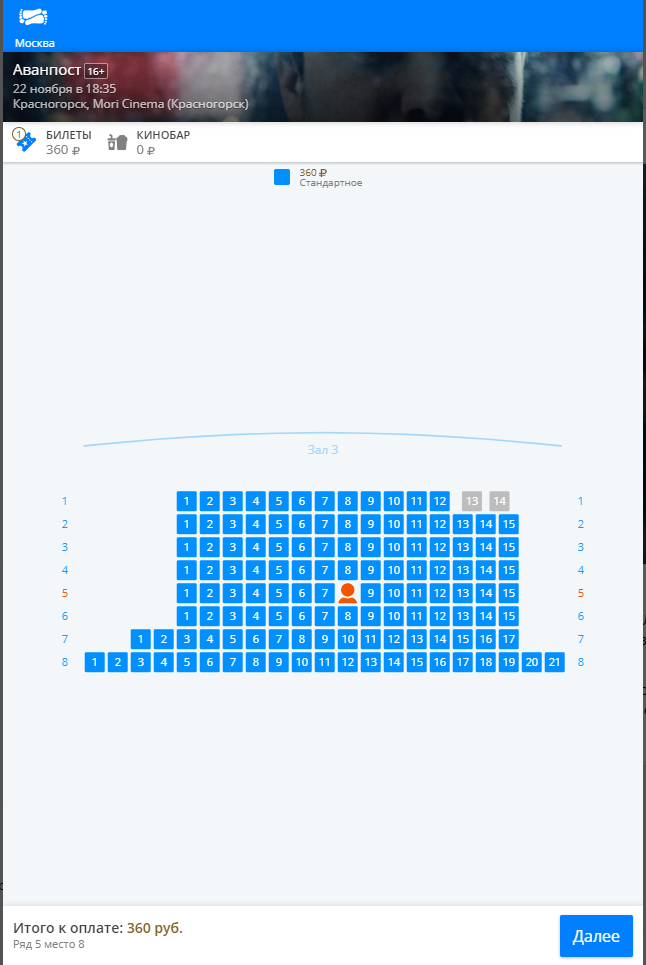 Москва
Аванпост 16+
22 ноября в 18:35
Красногорск, Mori Cinema (Красногорск)
1 БИЛЕТЫ КИНОБАР
360 ₽ 0 ₽
360 ₽
Стандартное
Зал 3
1 1 2 3 4 5 6 7 8 9 10 11 12 13 14 1
2 1 2 3 4 5 6 7 8 9 10 11 12 13 14 15 2
3 1 2 3 4 5 6 7 8 9 10 11 12 13 14 15 3
4 1 2 3 4 5 6 7 8 9 10 11 12 13 14 15 4
5 1 2 3 4 5 6 7 9 10 11 12 13 14 15 5
6 1 2 3 4 5 6 7 8 9 10 11 12 13 14 15 6
7 1 2 3 4 5 6 7 8 9 10 11 12 13 14 15 16 17 7
8 1 2 3 4 5 6 7 8 9 10 11 12 13 14 15 16 17 18 19 20 21 8
Итого к оплате: 360 руб.
Ряд 5 место 8
Далее